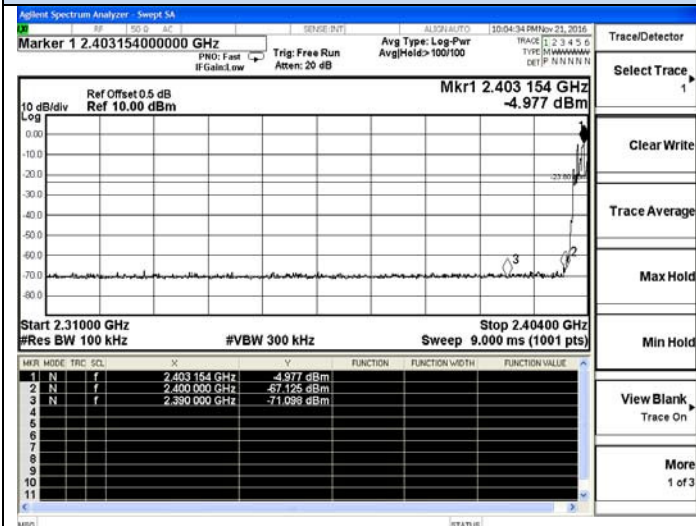 Agilent Spectrum Analyzer - Swept SA
RF 50 Ω AC SENSE:INT ALIGN AUTO 10:04:34 PM Nov 21, 2016
Marker 1 2.403154000000 GHz
PNO: Fast
IFGain:Low
Trig: Free Run
Atten: 20 dB
Avg Type: Log-Pwr
Avg|Hold:>100/100
TRACE 1 2 3 4 5 6
TYPE MWWWWW
DET P N N N N N
Ref Offset 0.5 dB
10 dB/div Ref 10.00 dBm
Log
Mkr1 2.403 154 GHz
-4.977 dBm
0.00
-10.0
-20.0
-30.0
-40.0
-50.0
-60.0
-70.0
-80.0
1
2
3
Start 2.31000 GHz
Stop 2.40400 GHz
#Res BW 100 kHz
#VBW 300 kHz
Sweep 9.000 ms (1001 pts)
MKR MODE TRC SCL X Y FUNCTION FUNCTION WIDTH FUNCTION VALUE
1 N f 2.403 154 GHz -4.977 dBm
2 N f 2.400 000 GHz -67.125 dBm
3 N f 2.390 000 GHz -71.098 dBm
4
5
6
7
8
9
10
11
MSG
STATUS
Trace/Detector
Select Trace
1
Clear Write
Trace Average
Max Hold
Min Hold
View Blank
Trace On
More
1 of 3